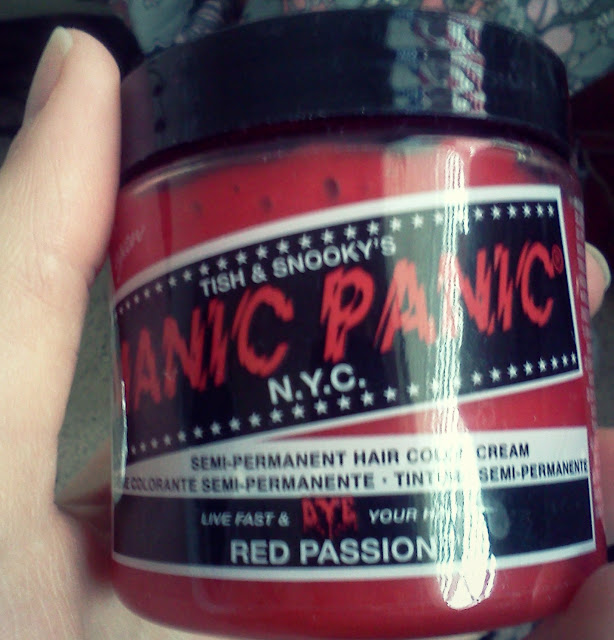 TISH & SNOOKY'S
MANIC PANIC®
N.Y.C.
SEMI-PERMANENT HAIR COLOR CREAM
COLORANTE SEMI-PERMANENTE · SEMI-PERMANENTE
LIVE FAST & DYE YOUR
RED PASSION